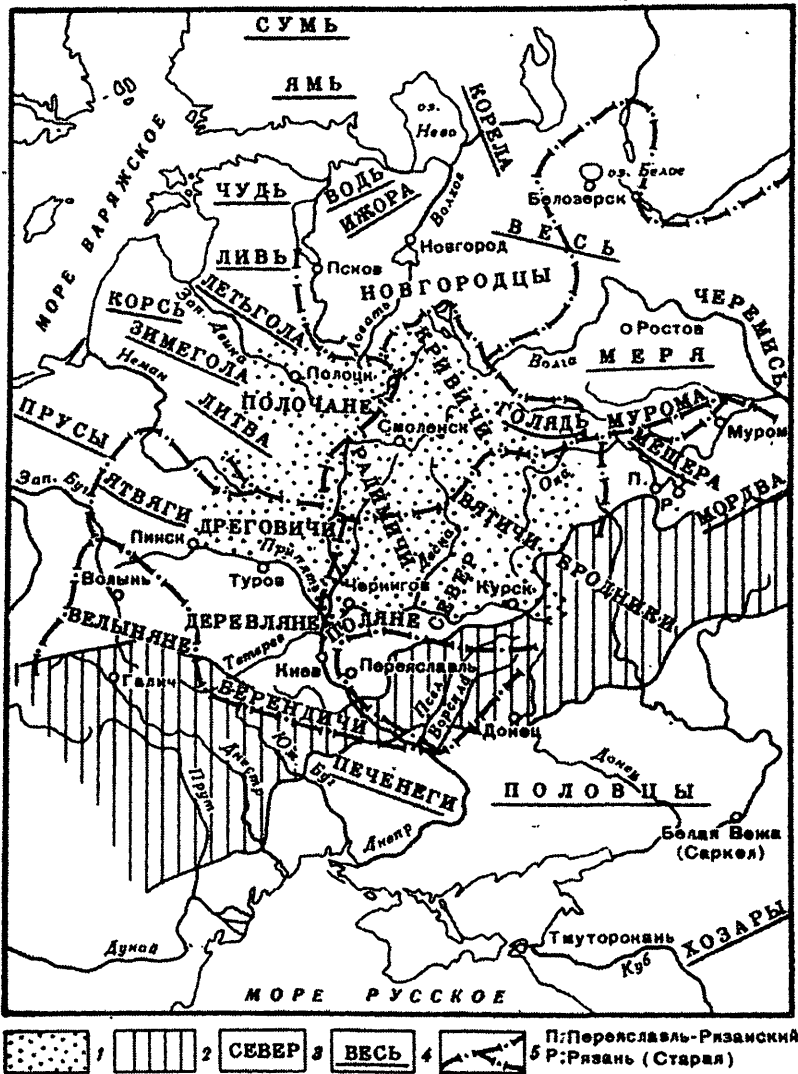 СУМЬ
ЯМЬ
оз.
Нево
КОРЕЛА
МОРЕ ВАРЯЖСКОЕ
ЧУДЬ
ВОДЬ
ИЖОРА
Волхов
оз. Белое
Белозерск
ВЕСЬ
ЛИВЬ
Псков
Новгород
НОВГОРОДЦЫ
ЛЕТЬГОЛА
КОРСЬ
Зап. Двина
ЗИМЕГОЛА
Ловать
КРИВИЧИ
ЧЕРЕМИСЬ
Ростов
Волга
МЕРЯ
Неман
Полоцк
ПОЛОЧАНЕ
ЛИТВА
ГОЛЯДЬ
МУРОМА
Муром
ПРУСЫ
Смоленск
МЕЩЕРА
Ока
П.
Р.
МОРДВА
Зап. Буг
ЯТВЯГИ
РАДИМИЧИ
ВЯТИЧИ
ДРЕГОВИЧИ
Пинск
Припять
Туров
Десна
БРОДНИКИ
Волынь
Чернигов
СЕВЕР
Курск
ВЕЛЫНЯНЕ
ДЕРЕВЛЯНЕ
ПОЛЯНЕ
Тетерев
Киев
Переяславль
Галич
БЕРЕНДИЧИ
Псел
Ворскла
Донец
Днестр
Юж.
Буг
Прут
ПЕЧЕНЕГИ
Донец
ПОЛОВЦЫ
Днепр
Белая Вежа
(Саркел)
Дунай
Тмуторокань
Куб
ХОЗАРЫ
МОРЕ РУССКОЕ
1
2
СЕВЕР 3
ВЕСЬ 4
5
П:Переяславль-Рязанский
Р:Рязань (Старая)